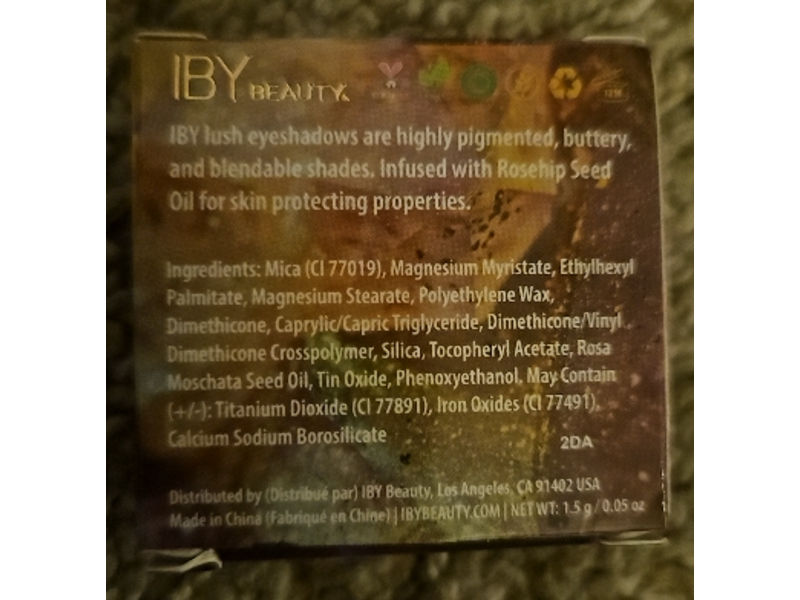 IBY BEAUTY.
IBY lush eyeshadows are highly pigmented, buttery,
and blendable shades. Infused with Rosehip Seed
Oil for skin protecting properties.
Ingredients: Mica (CI 77019), Magnesium Myristate, Ethylhexyl
Palmitate, Magnesium Stearate, Polyethylene Wax,
Dimethicone, Caprylic/Capric Triglyceride, Dimethicone/Vinyl
Dimethicone Crosspolymer, Silica, Tocopheryl Acetate, Rosa
Moschata Seed Oil, Tin Oxide, Phenoxyethanol. May Contain
(+/-): Titanium Dioxide (CI 77891), Iron Oxides (CI 77491),
Calcium Sodium Borosilicate
2DA
Distributed by (Distribué par) IBY Beauty, Los Angeles, CA 91402 USA
Made in China (Fabriqué en Chine) | IBYBEAUTY.COM | NET WT: 1.5 g / 0.05 oz